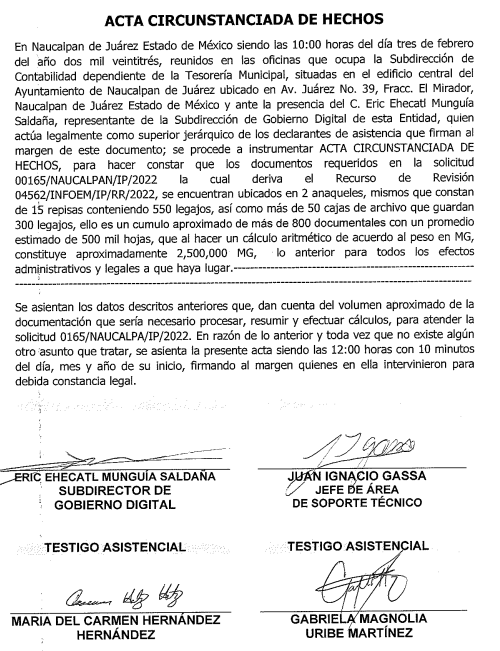 ACTA CIRCUNSTANCIADA DE HECHOS
En Naucalpan de Juárez Estado de México siendo las 10:00 horas del día tres de febrero
del año dos mil veintitrés, reunidos en las oficinas que ocupa la Subdirección de
Contabilidad dependiente de la Tesorería Municipal, situadas en el edificio central del
Ayuntamiento de Naucalpan de Juárez ubicado en Av. Juárez No. 39, Fracc. El Mirador,
Naucalpan de Juárez Estado de México y ante la presencia del C. Eric Ehecatl Munguía
Saldaña, representante de la Subdirección de Gobierno Digital de esta Entidad, quien
actúa legalmente como superior jerárquico de los declarantes de asistencia que firman al
margen de este documento; se procede a instrumentar ACTA CIRCUNSTANCIADA DE
HECHOS, para hacer constar que los documentos requeridos en la solicitud
00165/NAUCALPAN/IP/2022 la cual deriva el Recurso de Revisión
04562/INFOEM/IP/RR/2022, se encuentran ubicados en 2 anaqueles, mismos que constan
de 15 repisas conteniendo 550 legajos, así como más de 50 cajas de archivo que guardan
300 legajos, ello es un cumulo aproximado de más de 800 documentales con un promedio
estimado de 500 mil hojas, que al hacer un cálculo aritmético de acuerdo al peso en MG,
constituye aproximadamente 2,500,000 MG, lo anterior para todos los efectos
administrativos y legales a que haya lugar.------------------------------------------------------
----------------------------------------------------------------------------------------------------
Se asientan los datos descritos anteriores que, dan cuenta del volumen aproximado de la
documentación que sería necesario procesar, resumir y efectuar cálculos, para atender la
solicitud 0165/NAUCALPA/IP/2022. En razón de lo anterior y toda vez que no existe algún
otro asunto que tratar, se asienta la presente acta siendo las 12:00 horas con 10 minutos
del día, mes y año de su inicio, firmando al margen quienes en ella intervinieron para
debida constancia legal.
ERIC EHECATL MUNGUÍA SALDAÑA
SUBDIRECTOR DE
GOBIERNO DIGITAL
JUAN IGNACIO GASSA
JEFE DE ÁREA
DE SOPORTE TÉCNICO
TESTIGO ASISTENCIAL
TESTIGO ASISTENCIAL
MARIA DEL CARMEN HERNÁNDEZ
HERNÁNDEZ
GABRIELA MAGNOLIA
URIBE MARTÍNEZ